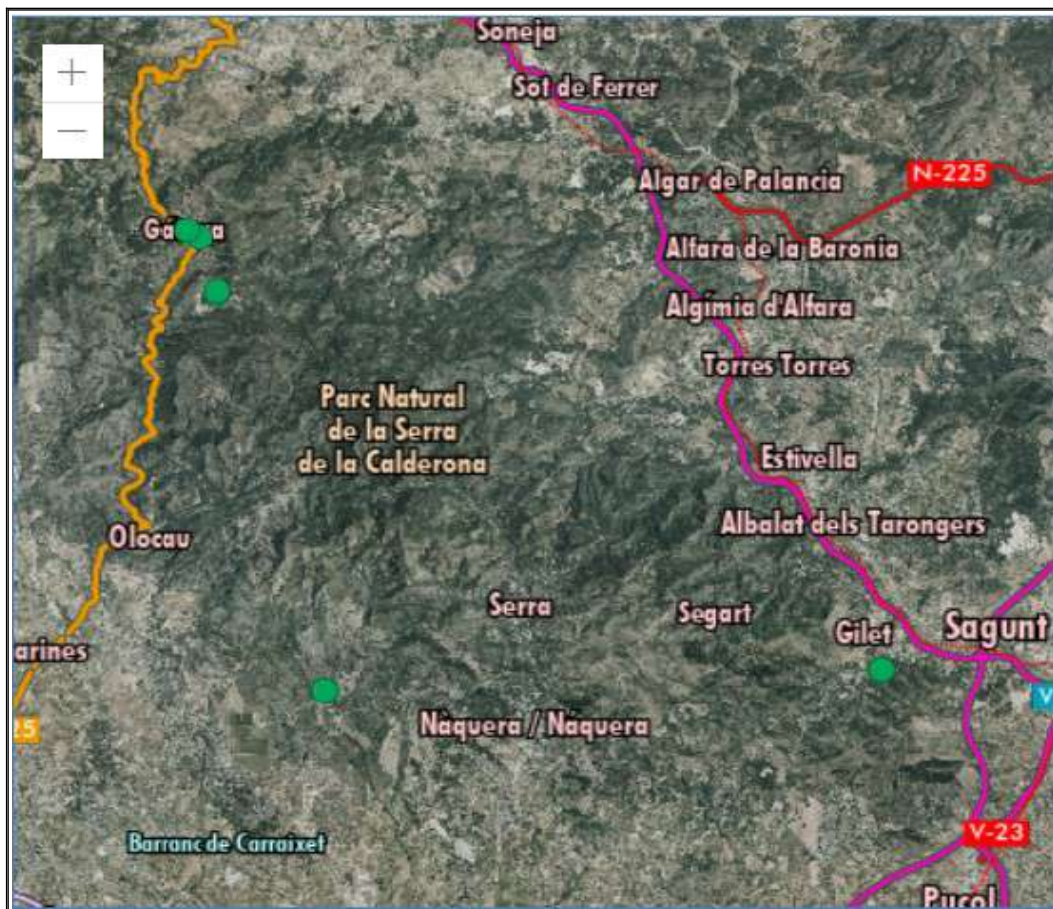 Soneja
Sot de Ferrer
Algar de Palancia
N-225
Alfara de la Baronia
Algímia d'Alfara
Torres Torres
Parc Natural
de la Serra
de la Calderona
Estivella
Albalat dels Tarongers
Olocau
Serra
Segart
Gilet
Sagunt
arines
Nàquera / Náquera
25
V
Barranc de Carraixet
V-23
Puçol